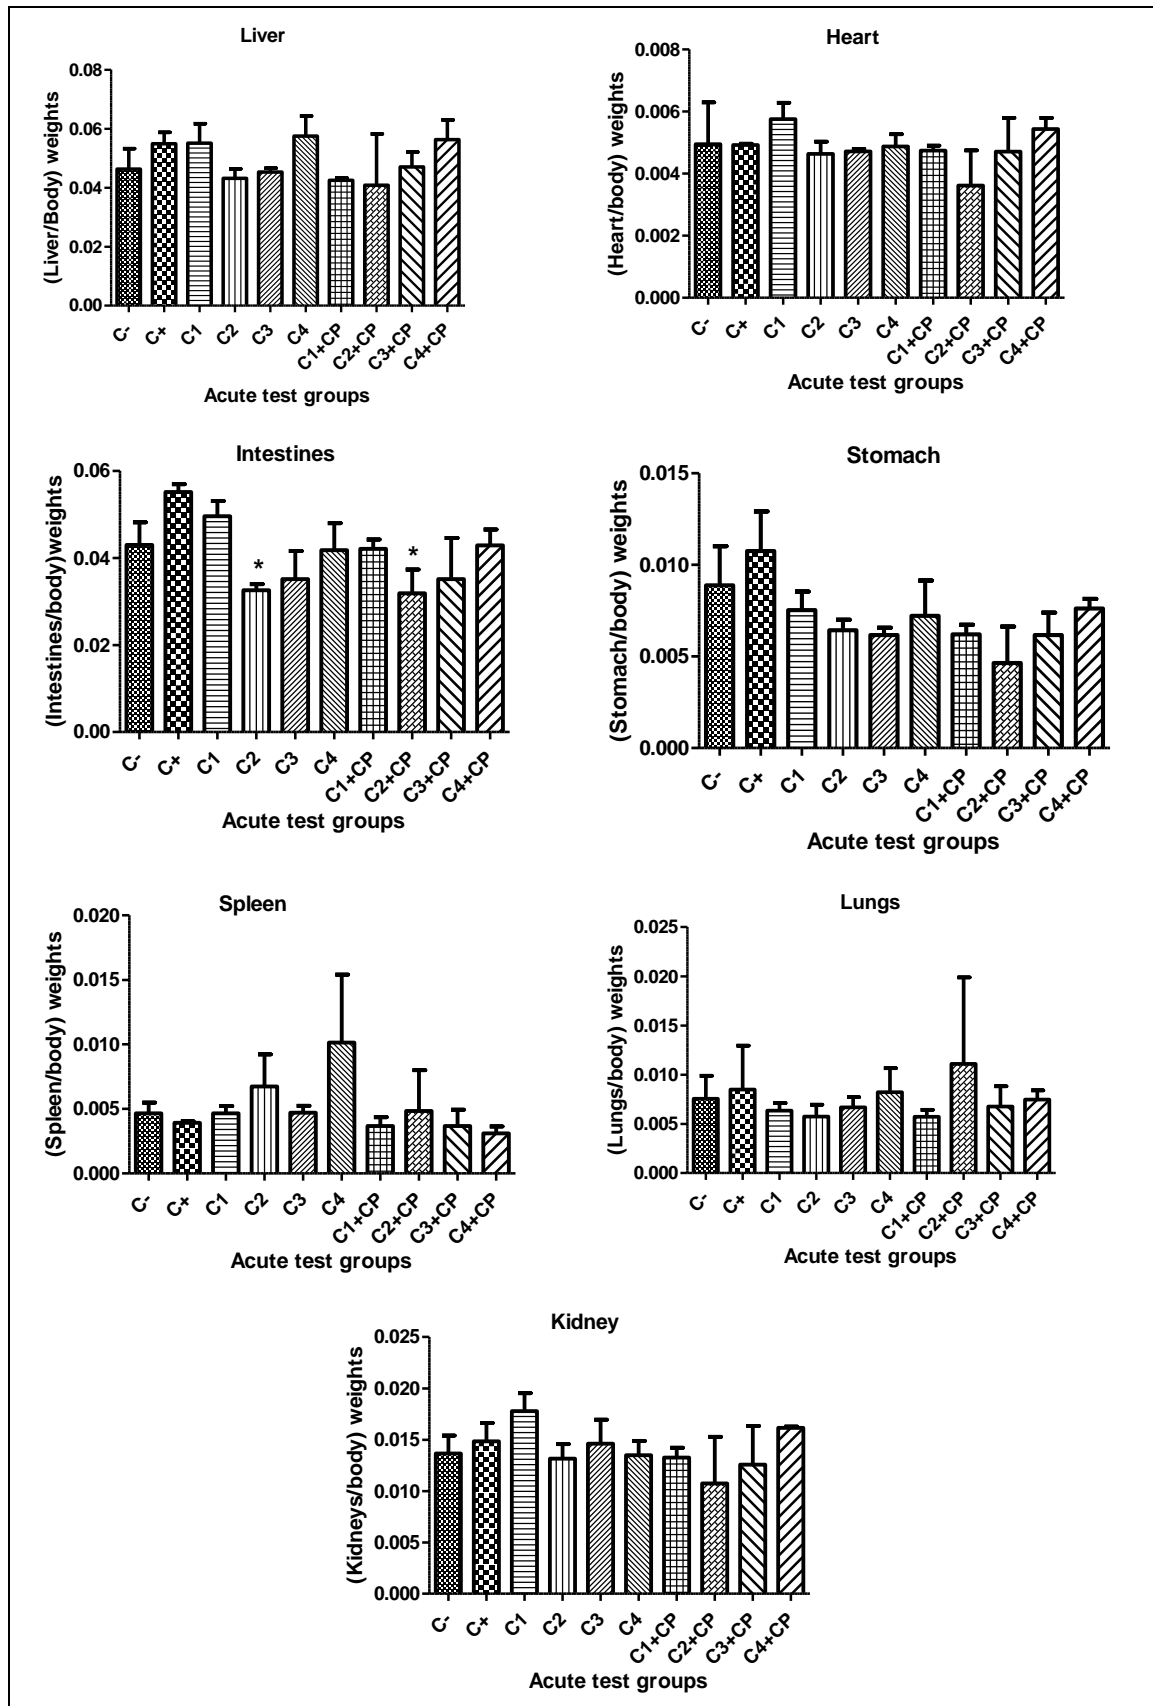 Liver
(Liver/Body) weights
0.08
0.06
0.04
0.02
0.00
C- C+ C1 C2 C3 C4 C1+CP C2+CP C3+CP C4+CP
Acute test groups
Heart
(Heart/body) weights
0.008
0.006
0.004
0.002
0.000
C- C+ C1 C2 C3 C4 C1+CP C2+CP C3+CP C4+CP
Acute test groups
Intestines
(Intestines/body)weights
0.06
0.04
0.02
0.00
* *
C- C+ C1 C2 C3 C4 C1+CP C2+CP C3+CP C4+CP
Acute test groups
Stomach
(Stomach/body) weights
0.015
0.010
0.005
0.000
C- C+ C1 C2 C3 C4 C1+CP C2+CP C3+CP C4+CP
Acute test groups
Spleen
(Spleen/body) weights
0.020
0.015
0.010
0.005
0.000
C- C+ C1 C2 C3 C4 C1+CP C2+CP C3+CP C4+CP
Acute test groups
Lungs
(Lungs/body) weights
0.025
0.020
0.015
0.010
0.005
0.000
C- C+ C1 C2 C3 C4 C1+CP C2+CP C3+CP C4+CP
Acute test groups
Kidney
(Kidneys/body) weights
0.025
0.020
0.015
0.010
0.005
0.000
C- C+ C1 C2 C3 C4 C1+CP C2+CP C3+CP C4+CP
Acute test groups